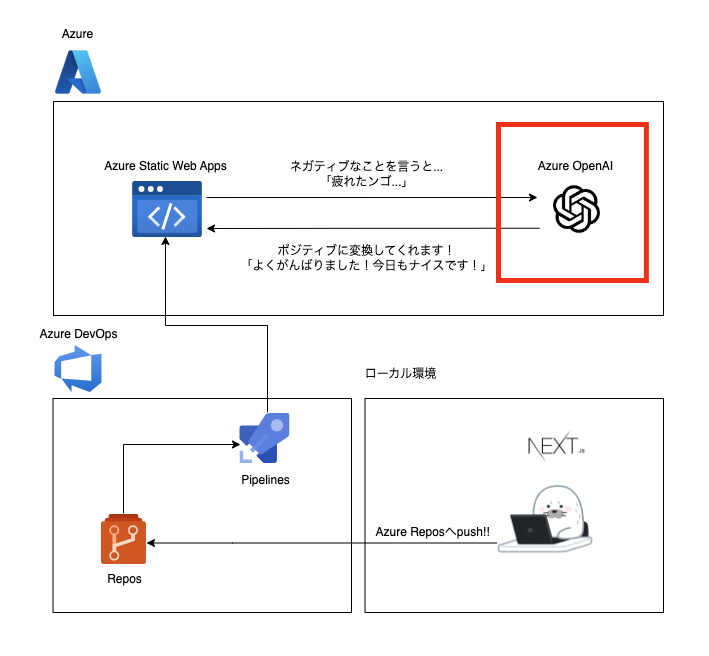 Azure
Azure Static Web Apps
ネガティブなことを言うと...
「疲れたンゴ...」
Azure OpenAI
ポジティブに変換してくれます！
「よくがんばりました！今日もナイスです！」
Azure DevOps
ローカル環境
NEXT.JS
Pipelines
Azure Reposへpush!!
Repos